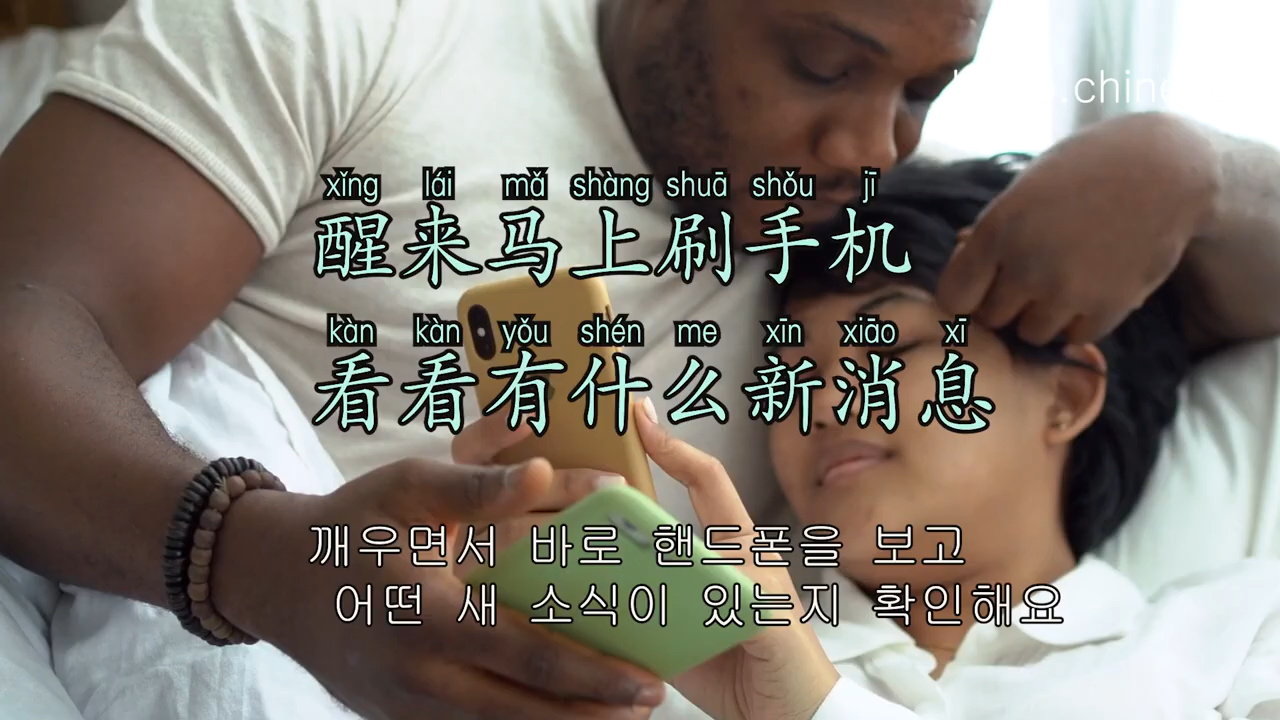 xǐng lái mǎ shàng shuā shǒu jī
醒来马上刷手机
kàn kàn yǒu shén me xīn xiāo xī
看看有什么新消息
깨우면서 바로 핸드폰을 보고
어떤 새 소식이 있는지 확인해요